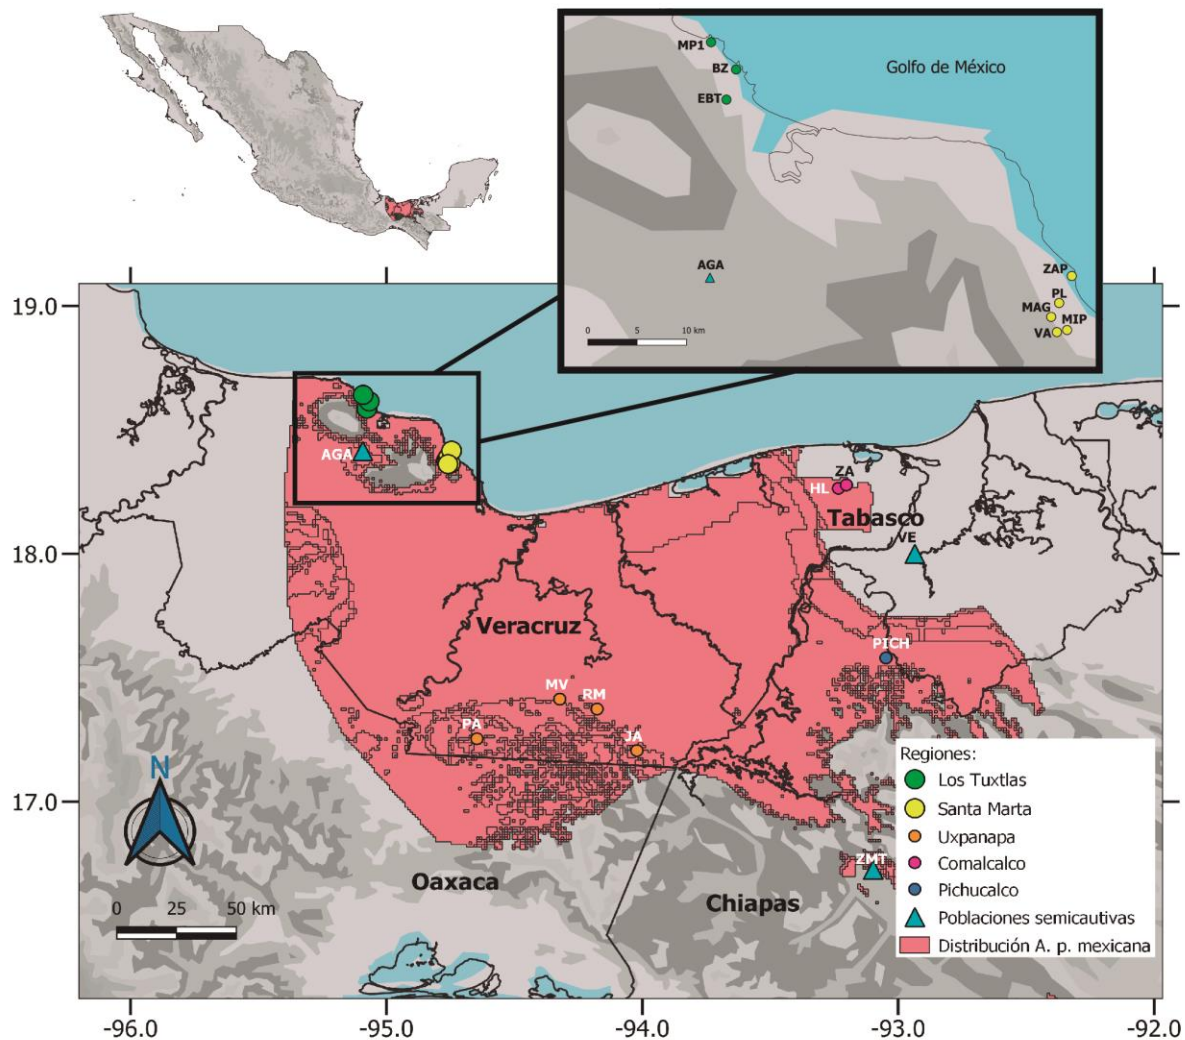 MP1
BZ
EBT
Golfo de México
AGA
ZAP
PL
MAG
MIP
VA
0 5 10 km
19.0
18.0
17.0
AGA
ZA
HL
Tabasco
VE
Veracruz
PICH
MV
RM
PA
JA
N
Oaxaca
0 25 50 km
Chiapas
ZMT
Regiones:
Los Tuxtlas
Santa Marta
Uxpanapa
Comalcalco
Pichucalco
Poblaciones semicautivas
Distribución A. p. mexicana
-96.0 -95.0 -94.0 -93.0 -92.0